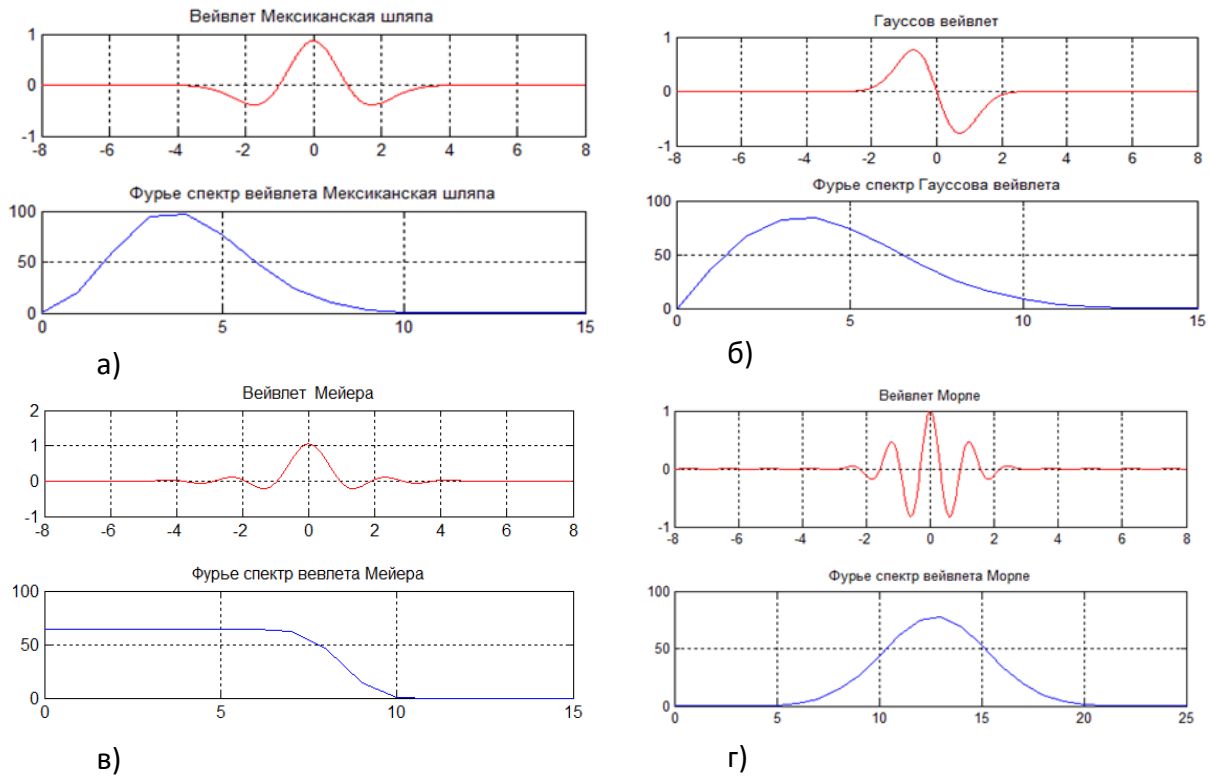 Вейвлет Мексиканская шляпа
1
0
-1
-8 -6 -4 -2 0 2 4 6 8
Фурье спектр вейвлета Мексиканская шляпа
100
50
0
0 5 10 15
а)
Гауссов вейвлет
1
0
-1
-8 -6 -4 -2 0 2 4 6 8
Фурье спектр Гауссова вейвлета
100
50
0
0 5 10 15
б)
Вейвлет Мейера
2
1
0
-1
-8 -6 -4 -2 0 2 4 6 8
Фурье спектр вевлета Мейера
100
50
0
0 5 10 15
в)
Вейвлет Морле
1
0
-1
-8 -6 -4 -2 0 2 4 6 8
Фурье спектр вейвлета Морле
100
50
0
0 5 10 15 20 25
г)